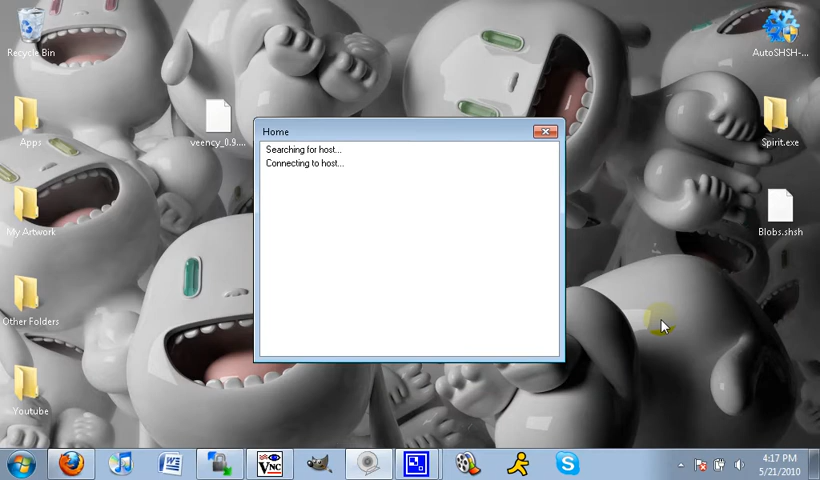 Recycle Bin
AutoSHSH-...
Apps
veency_0.9....
Home
Searching for host...
Connecting to host...
Spirit.exe
My Artwork
Blobs.shsh
Other Folders
Youtube
VNC
4:17 PM
5/21/2010